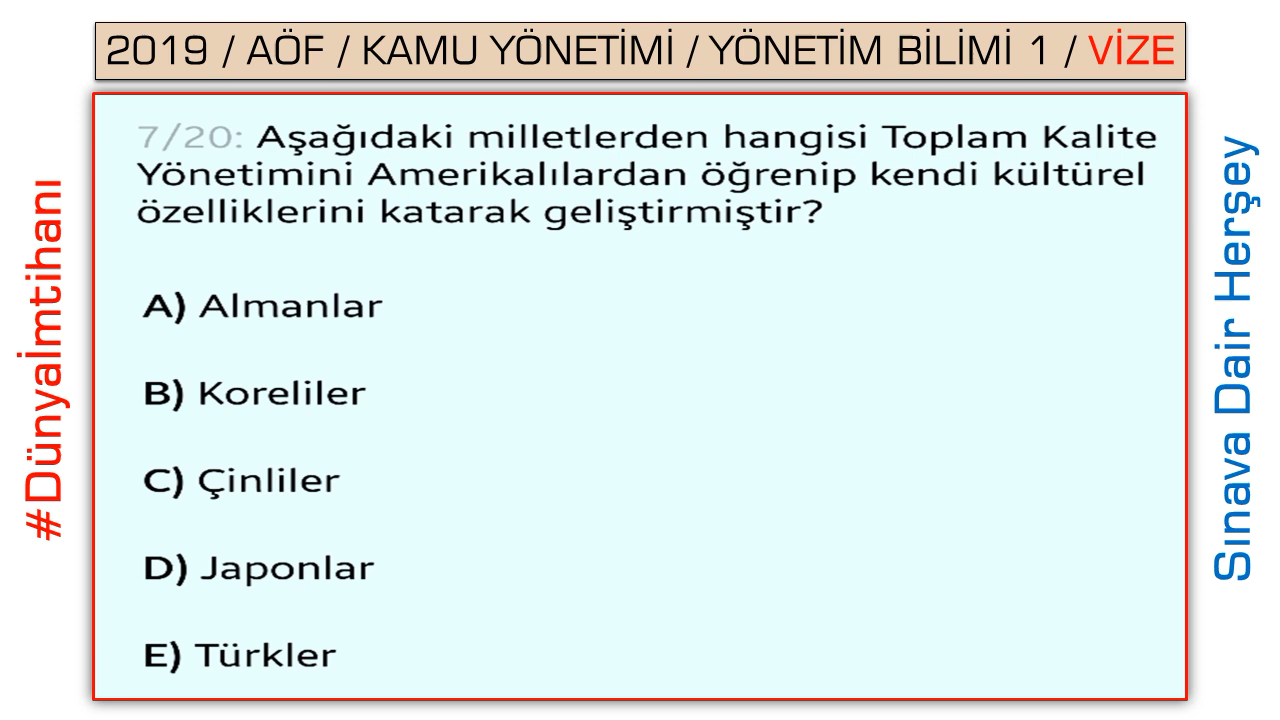 2019 / AÖF / KAMU YÖNETİMİ / YÖNETİM BİLİMİ 1 / VİZE
7/20: Aşağıdaki milletlerden hangisi Toplam Kalite
Yönetimini Amerikalılardan öğrenip kendi kültürel
özelliklerini katarak geliştirmiştir?
A) Almanlar
B) Koreliler
C) Çinliler
D) Japonlar
E) Türkler
#Dünyaİmtihanı
Sınava Dair Herşey